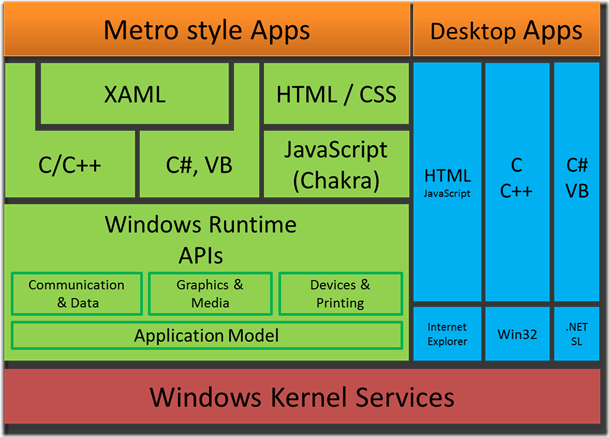 Metro style Apps
Desktop Apps
XAML
HTML / CSS
C/C++
C#, VB
JavaScript
(Chakra)
HTML
JavaScript
C
C++
C#
VB
Windows Runtime
APIs
Communication
& Data
Graphics &
Media
Devices &
Printing
Application Model
Internet
Explorer
Win32
.NET
SL
Windows Kernel Services